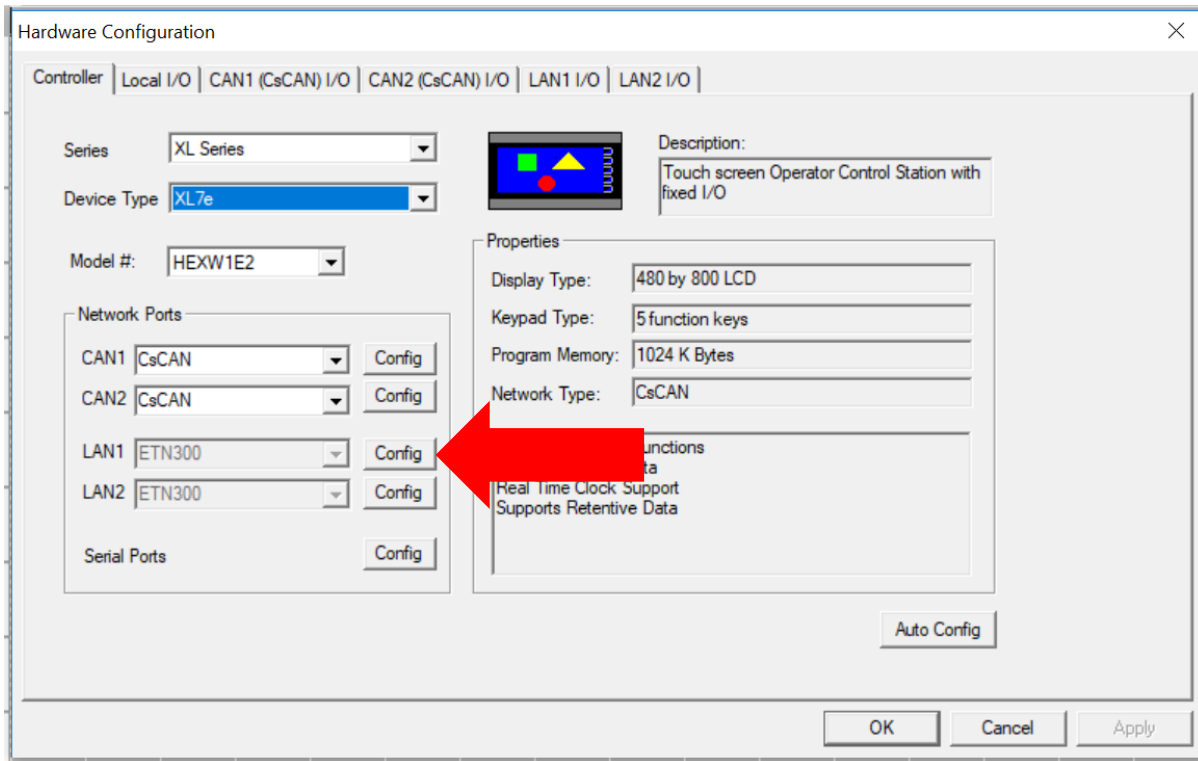 Hardware Configuration
Controller
Local I/O
CAN1 (CsCAN) I/O
CAN2 (CsCAN) I/O
LAN1 I/O
LAN2 I/O
Series
XL Series
Device Type
XL7e
Model #:
HEXW1E2
Description:
Touch screen Operator Control Station with
fixed I/O
Network Ports
CAN1
CsCAN
Config
CAN2
CsCAN
Config
LAN1
ETN300
Config
LAN2
ETN300
Config
Serial Ports
Config
Properties
Display Type:
480 by 800 LCD
Keypad Type:
5 function keys
Program Memory:
1024 K Bytes
Network Type:
CsCAN
Real Time Clock Support
Supports Retentive Data
Auto Config
OK
Cancel
Apply